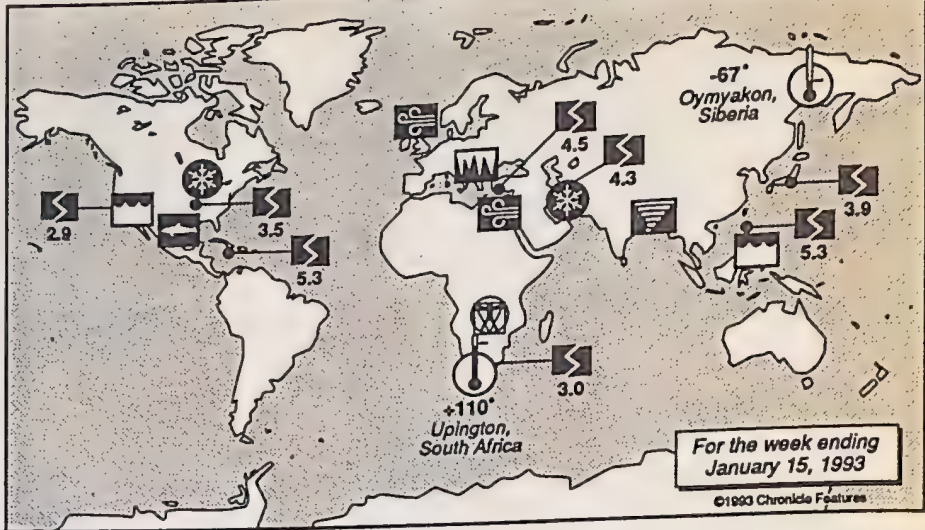 -67°
Oymyakon,
Siberia
4.5
4.3
2.9
3.5
3.9
5.3
5.3
3.0
+110°
Upington,
South Africa
For the week ending
January 15, 1993
©1993 Chronicle Features